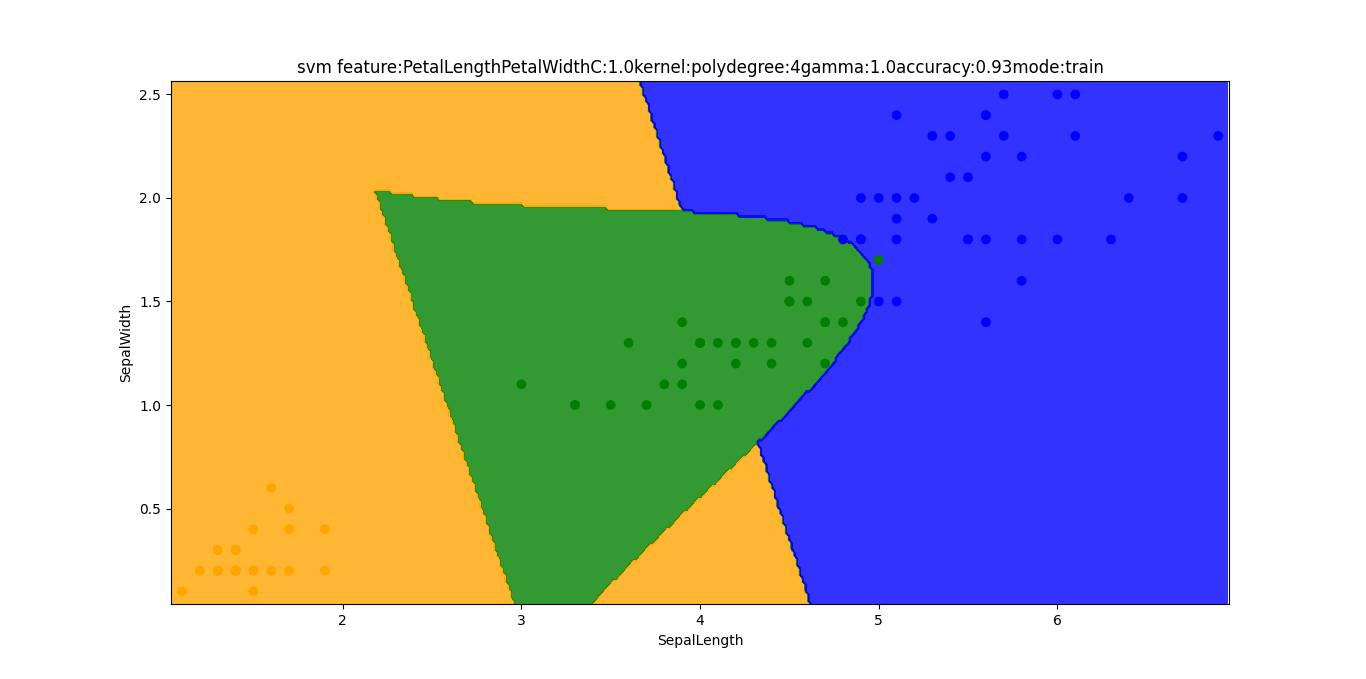 svm feature:PetalLengthPetalWidthC:1.0kernel:polydegree:4gamma:1.0accuracy:0.93mode:train
2.5
2.0
1.5
1.0
0.5
SepalWidth
2 3 4 5 6
SepalLength